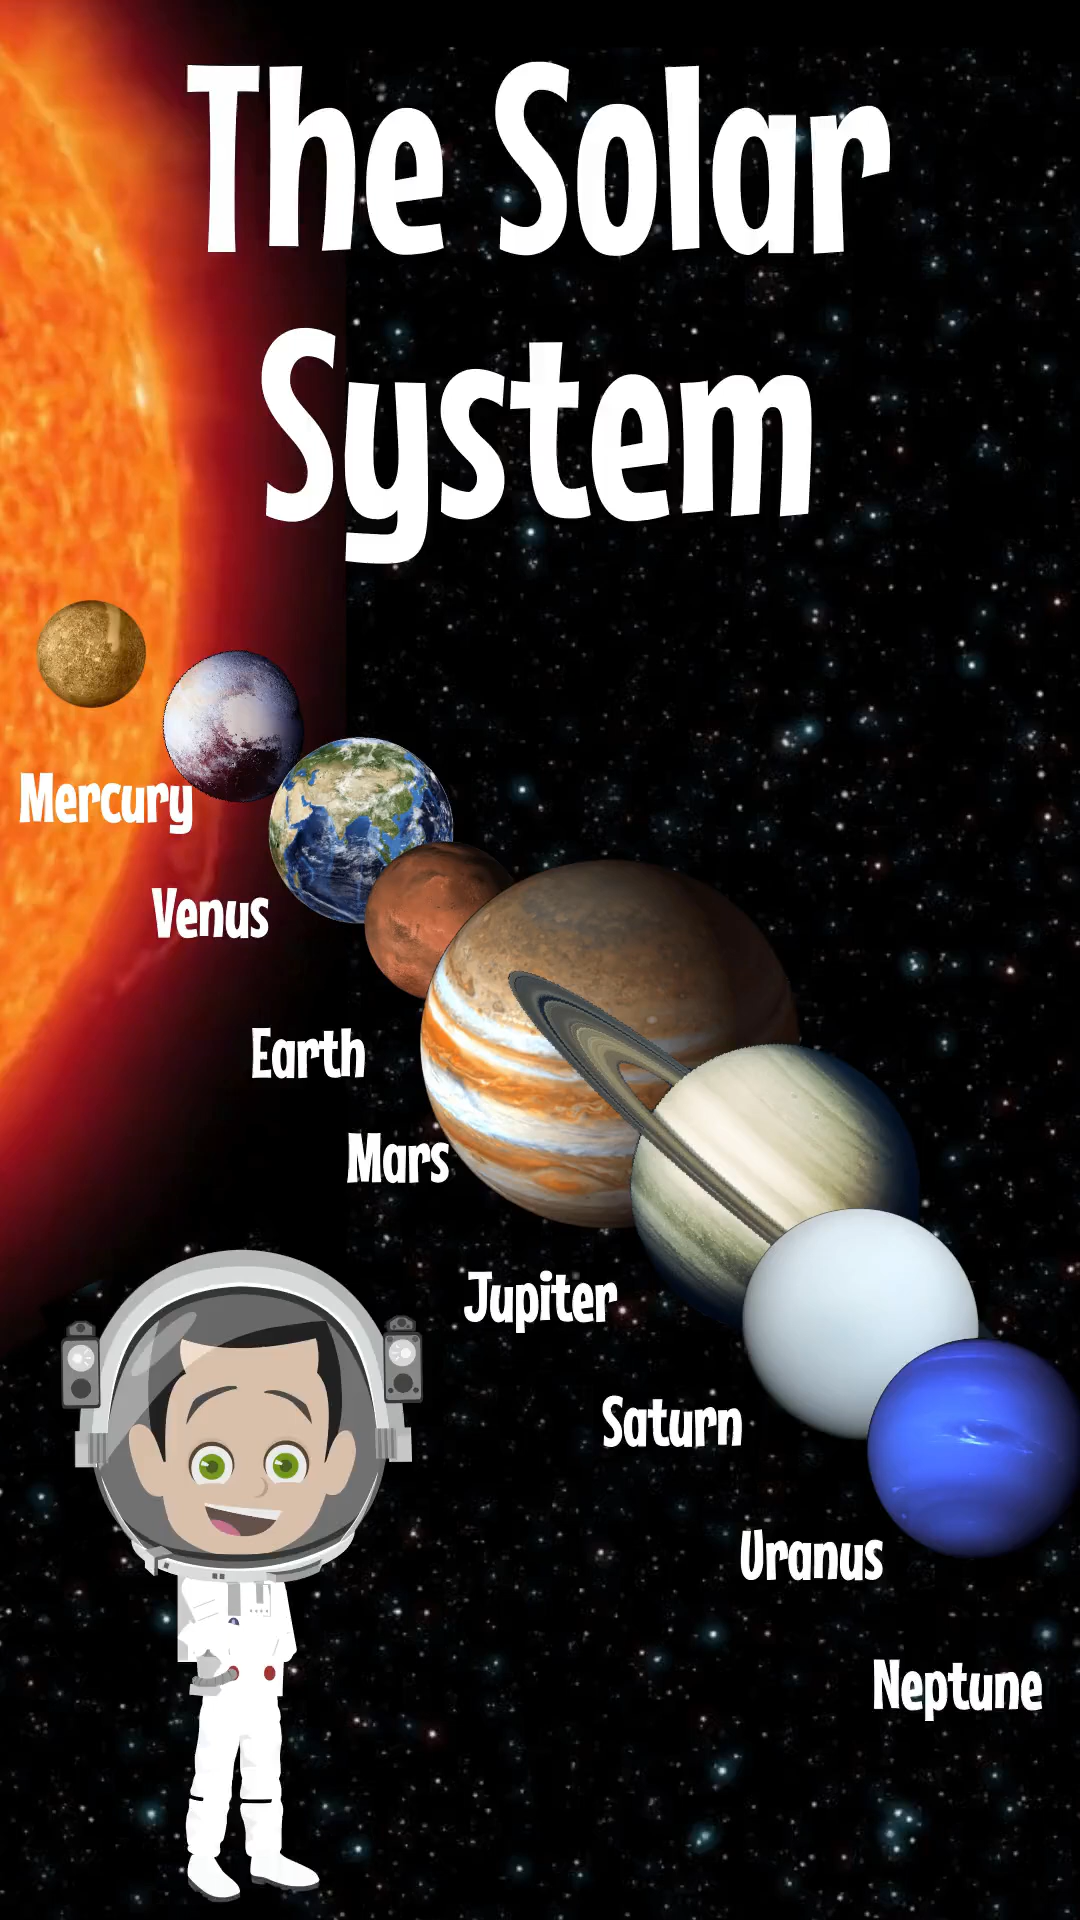 The Solar
System
Mercury
Venus
Earth
Mars
Jupiter
Saturn
Uranus
Neptune